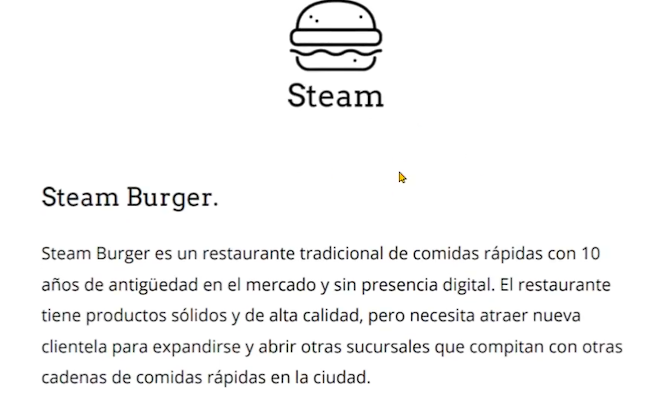 Steam
Steam Burger.
Steam Burger es un restaurante tradicional de comidas rápidas con 10
años de antigüedad en el mercado y sin presencia digital. El restaurante
tiene productos sólidos y de alta calidad, pero necesita atraer nueva
clientela para expandirse y abrir otras sucursales que compitan con otras
cadenas de comidas rápidas en la ciudad.